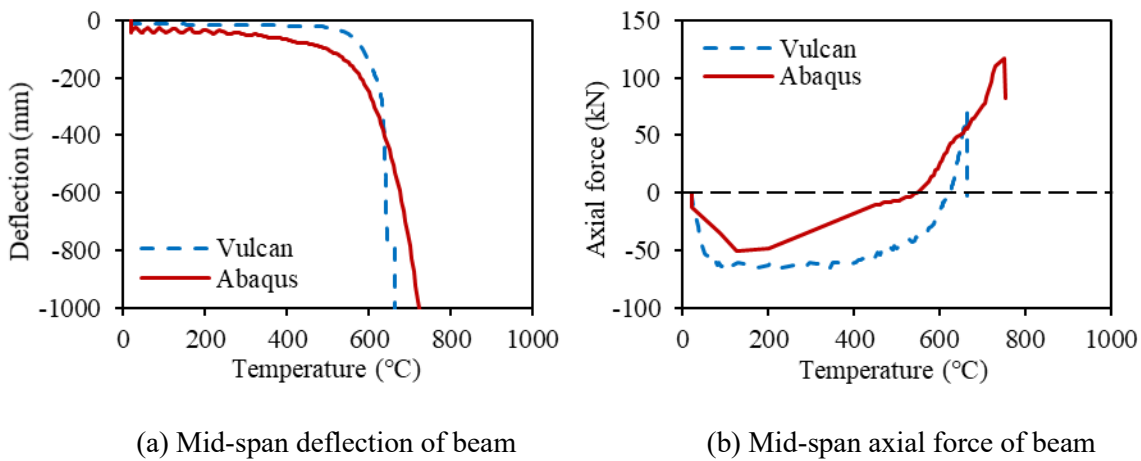 0
-200
-400
-600
-800
-1000
Deflection (mm)
Vulcan
Abaqus
0 200 400 600 800 1000
Temperature (℃)
(a) Mid-span deflection of beam
150
100
50
0
-50
-100
Axial force (kN)
Vulcan
Abaqus
0 200 400 600 800 1000
Temperature (℃)
(b) Mid-span axial force of beam